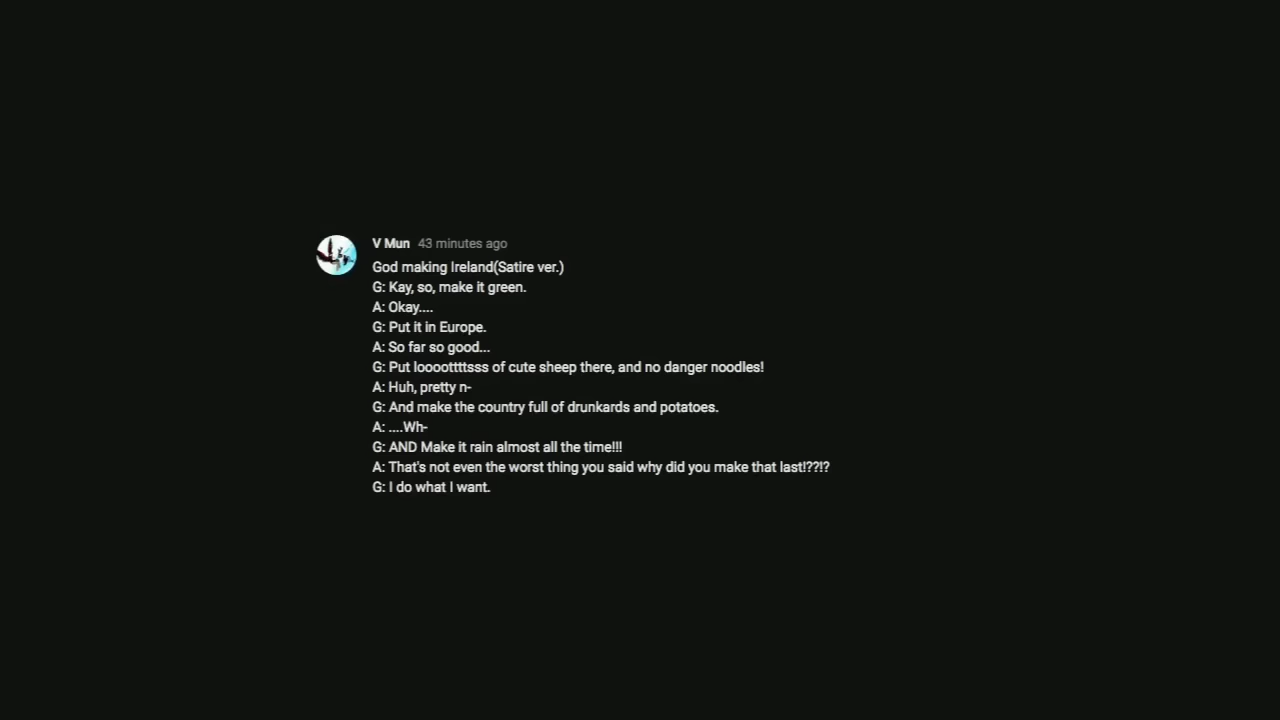 V Mun 43 minutes ago
God making Ireland(Satire ver.)
G: Kay, so, make it green.
A: Okay....
G: Put it in Europe.
A: So far so good...
G: Put loooottttsss of cute sheep there, and no danger noodles!
A: Huh, pretty n-
G: And make the country full of drunkards and potatoes.
A: ....Wh-
G: AND Make it rain almost all the time!!!
A: That's not even the worst thing you said why did you make that last!??!?
G: I do what I want.